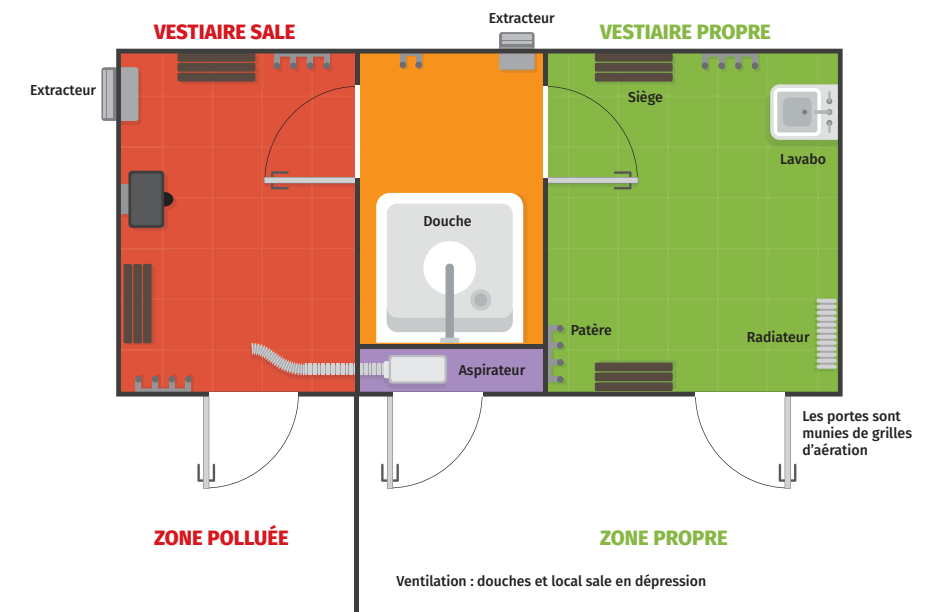 Extracteur
VESTIAIRE SALE
VESTIAIRE PROPRE
Extracteur
Siège
Lavabo
Douche
Patère
Radiateur
Aspirateur
Les portes sont
munies de grilles
d'aération
ZONE POLLUÉE
ZONE PROPRE
Ventilation : douches et local sale en dépression